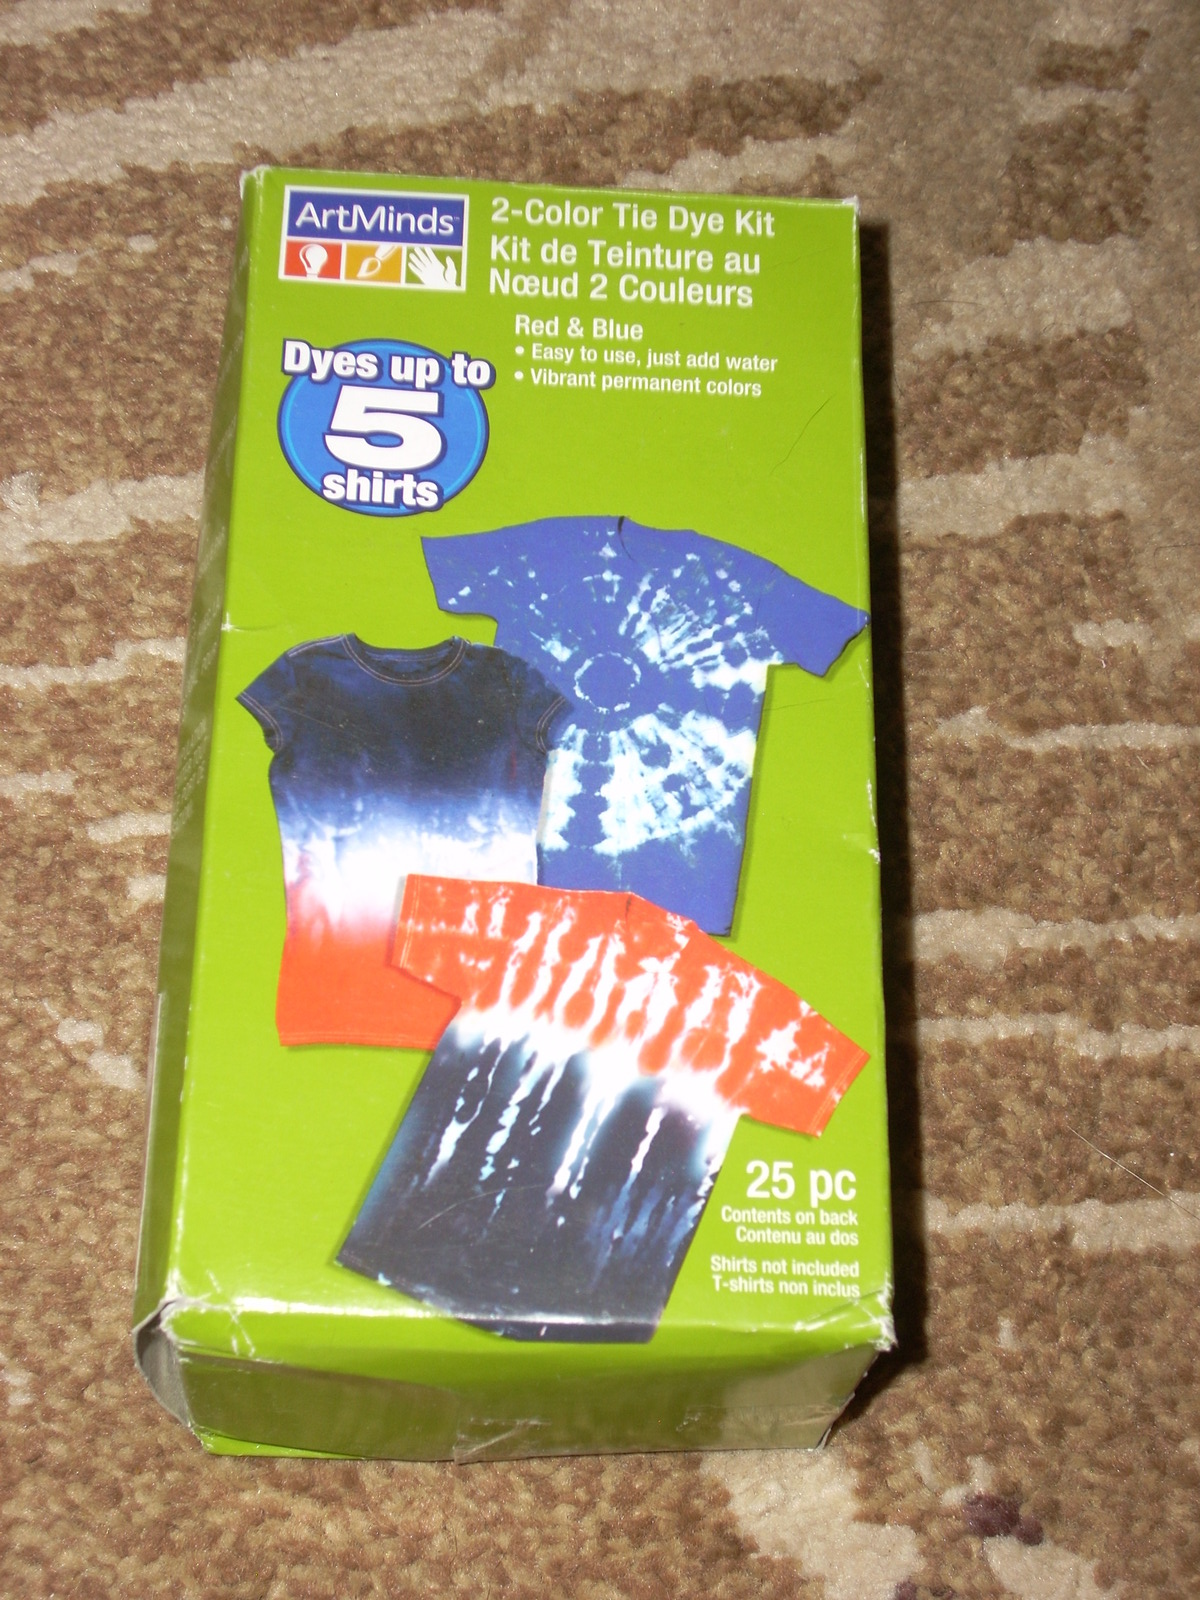 ArtMinds
2-Color Tie Dye Kit
Kit de Teinture au
Nœud 2 Couleurs
Red & Blue
• Easy to use, just add water
• Vibrant permanent colors
Dyes up to
5
shirts
25 pc
Contents on back
Contenu au dos
Shirts not included
T-shirts non inclus